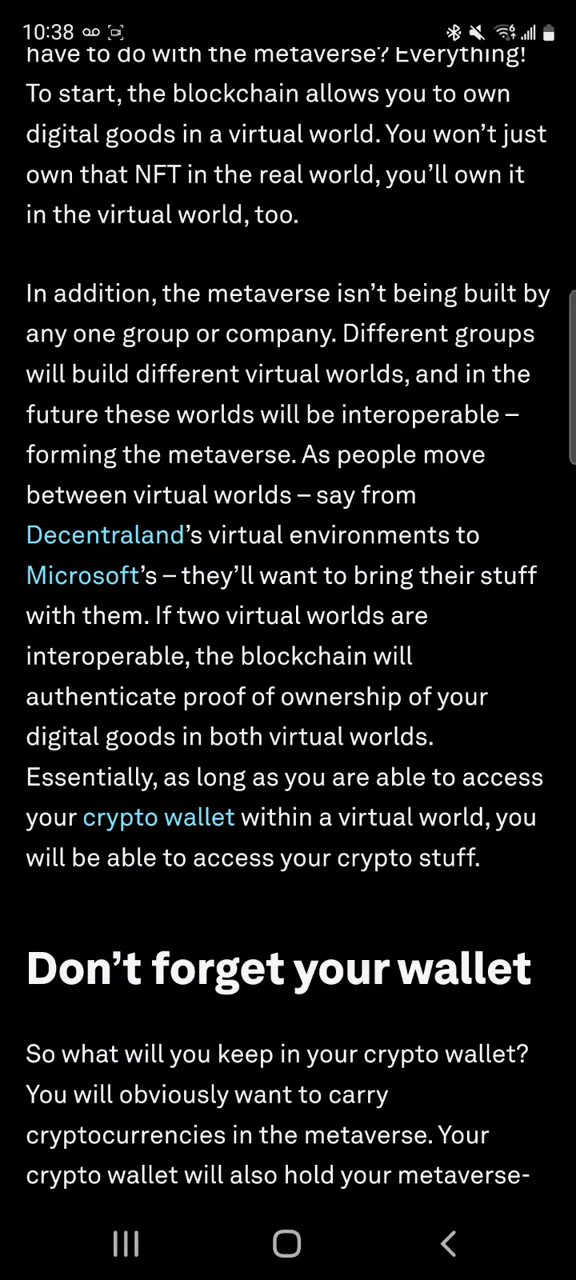 10:38
have to do with the metaverse? Everything!
To start, the blockchain allows you to own
digital goods in a virtual world. You won’t just
own that NFT in the real world, you’ll own it
in the virtual world, too.
In addition, the metaverse isn’t being built by
any one group or company. Different groups
will build different virtual worlds, and in the
future these worlds will be interoperable –
forming the metaverse. As people move
between virtual worlds – say from
Decentraland’s virtual environments to
Microsoft’s – they’ll want to bring their stuff
with them. If two virtual worlds are
interoperable, the blockchain will
authenticate proof of ownership of your
digital goods in both virtual worlds.
Essentially, as long as you are able to access
your crypto wallet within a virtual world, you
will be able to access your crypto stuff.
Don’t forget your wallet
So what will you keep in your crypto wallet?
You will obviously want to carry
cryptocurrencies in the metaverse. Your
crypto wallet will also hold your metaverse-